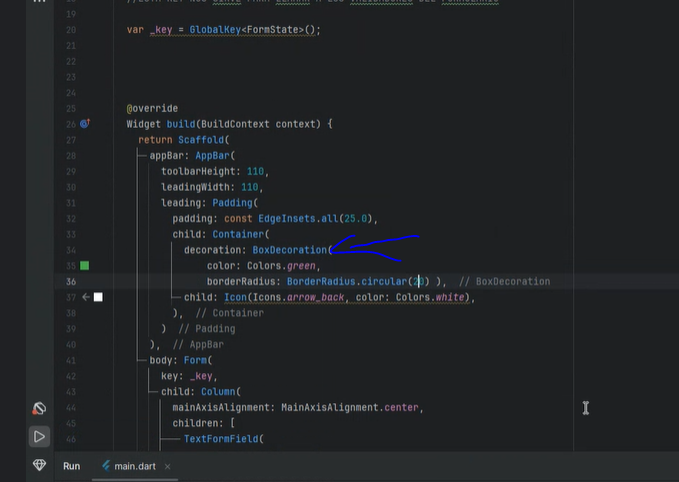 19
20 var _key = GlobalKey<FormState>();
21
22
23
24
25 @override
26 Widget build(BuildContext context) {
27 return Scaffold(
28 appBar: AppBar(
29 toolbarHeight: 110,
30 leadingWidth: 110,
31 leading: Padding(
32 padding: const EdgeInsets.all(25.0),
33 child: Container(
34 decoration: BoxDecoration(
35 color: Colors.green,
36 borderRadius: BorderRadius.circular(20) ), // BoxDecoration
37 child: Icon(Icons.arrow_back, color: Colors.white),
38 ), // Container
39 ) // Padding
40 ), // AppBar
41 body: Form(
42 key: _key,
43 child: Column(
44 mainAxisAlignment: MainAxisAlignment.center,
45 children: [
46 TextFormField(
Run main.dart